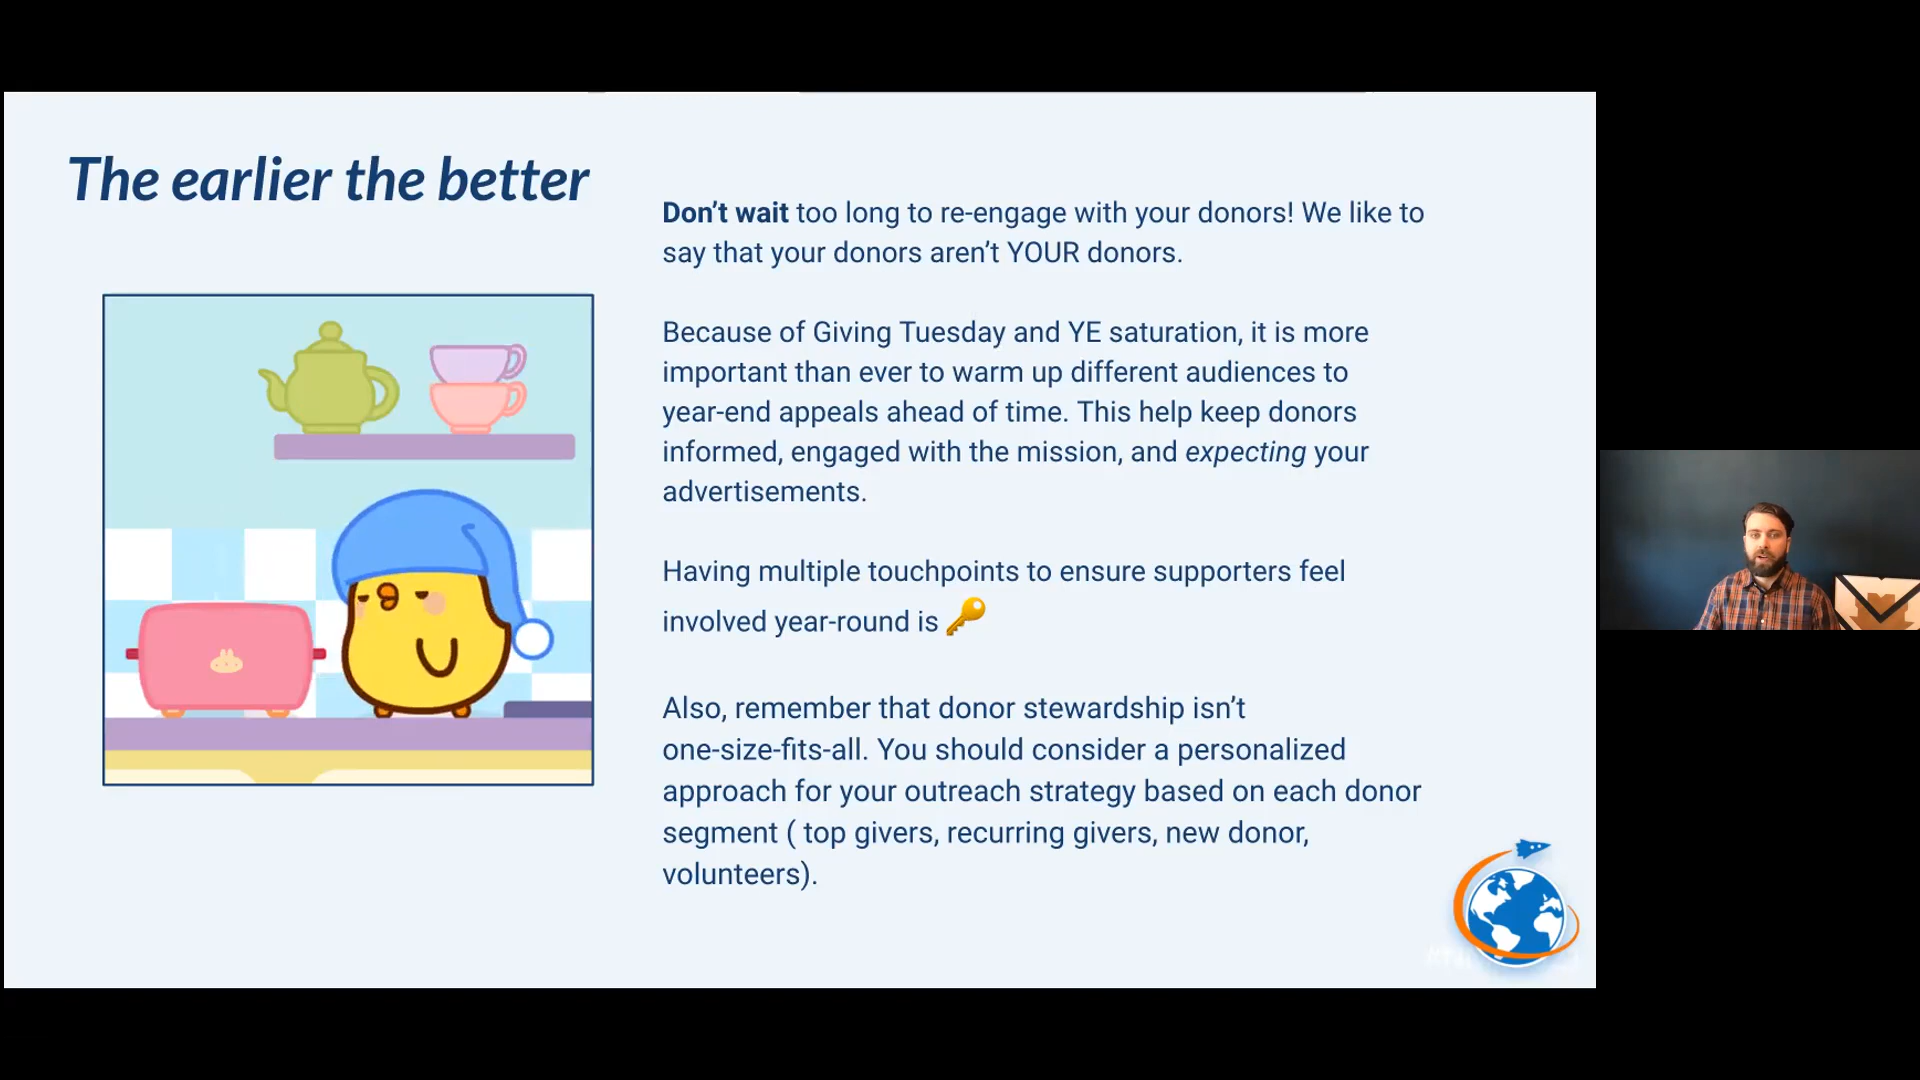 The earlier the better
Don’t wait too long to re-engage with your donors! We like to
say that your donors aren’t YOUR donors.
Because of Giving Tuesday and YE saturation, it is more
important than ever to warm up different audiences to
year-end appeals ahead of time. This help keep donors
informed, engaged with the mission, and expecting your
advertisements.
Having multiple touchpoints to ensure supporters feel
involved year-round is 🔑
Also, remember that donor stewardship isn’t
one-size-fits-all. You should consider a personalized
approach for your outreach strategy based on each donor
segment ( top givers, recurring givers, new donor,
volunteers).